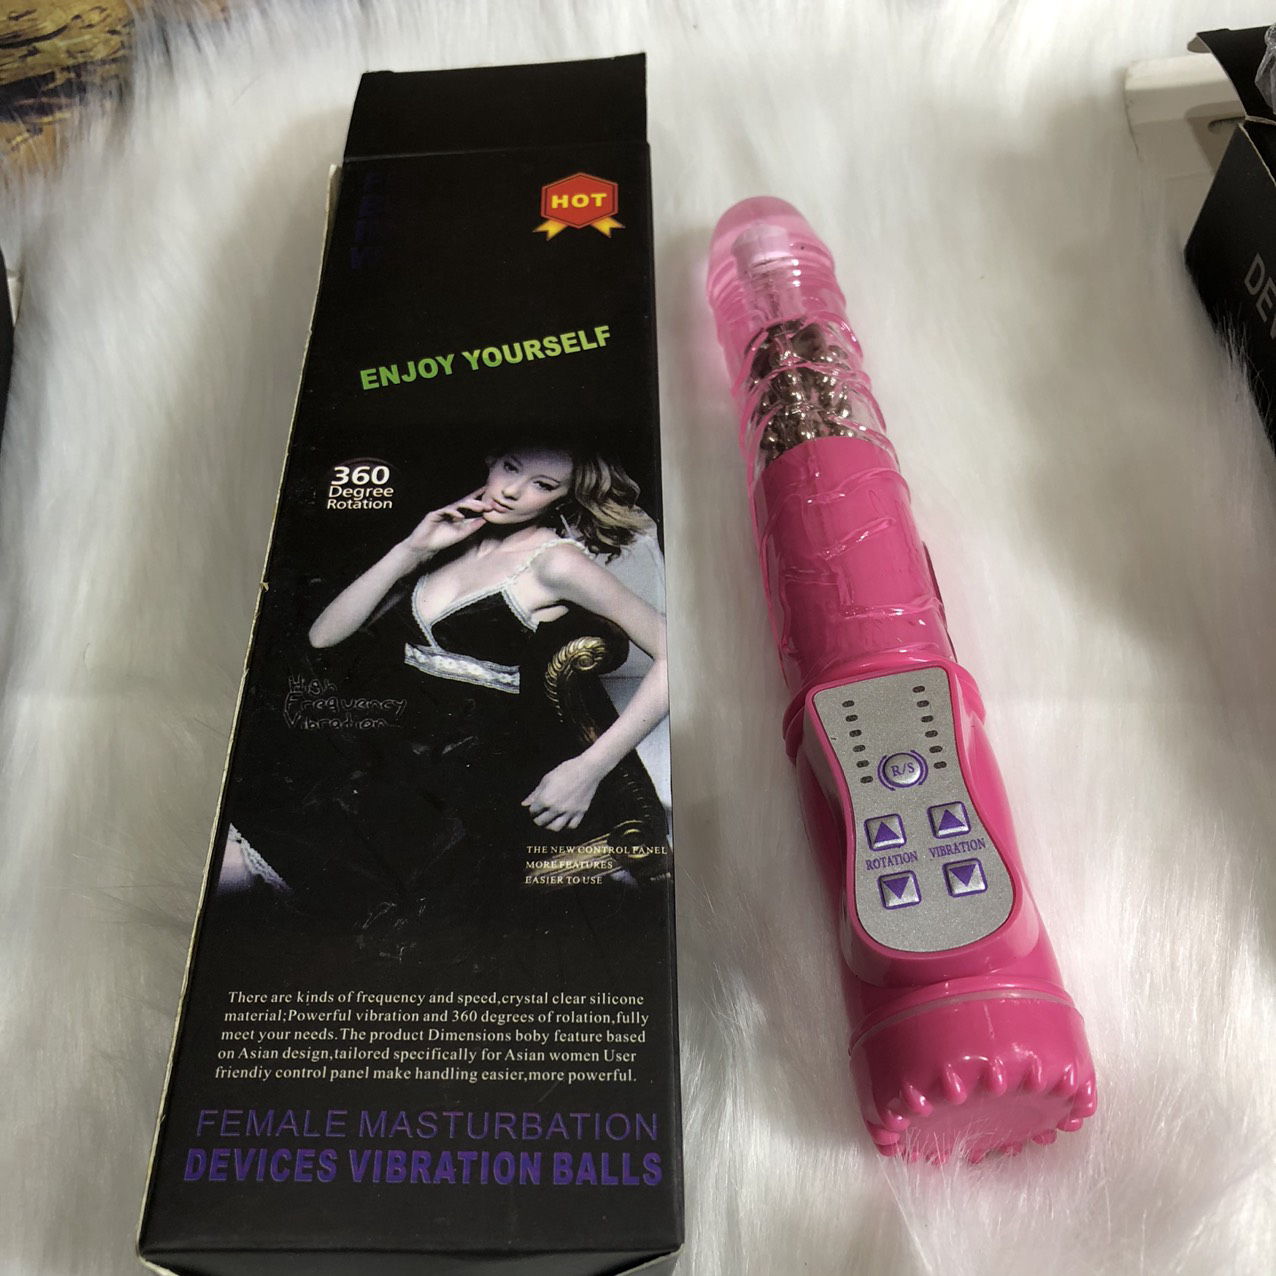 HOT
ENJOY YOURSELF
360
Degree
Rotation
High
Frequency
Vibration
THE NEW CONTROL PANEL
MORE FEATURES
EASIER TO USE
There are kinds of frequency and speed,crystal clear silicone
material;Powerful vibration and 360 degrees of rolation,fully
meet your needs.The product Dimensions boby feature based
on Asian design,tailored specifically for Asian women User
friendiy control panel make handling easier,more powerful.
FEMALE MASTURBATION
DEVICES VIBRATION BALLS
R/S
ROTATION VIBRATION